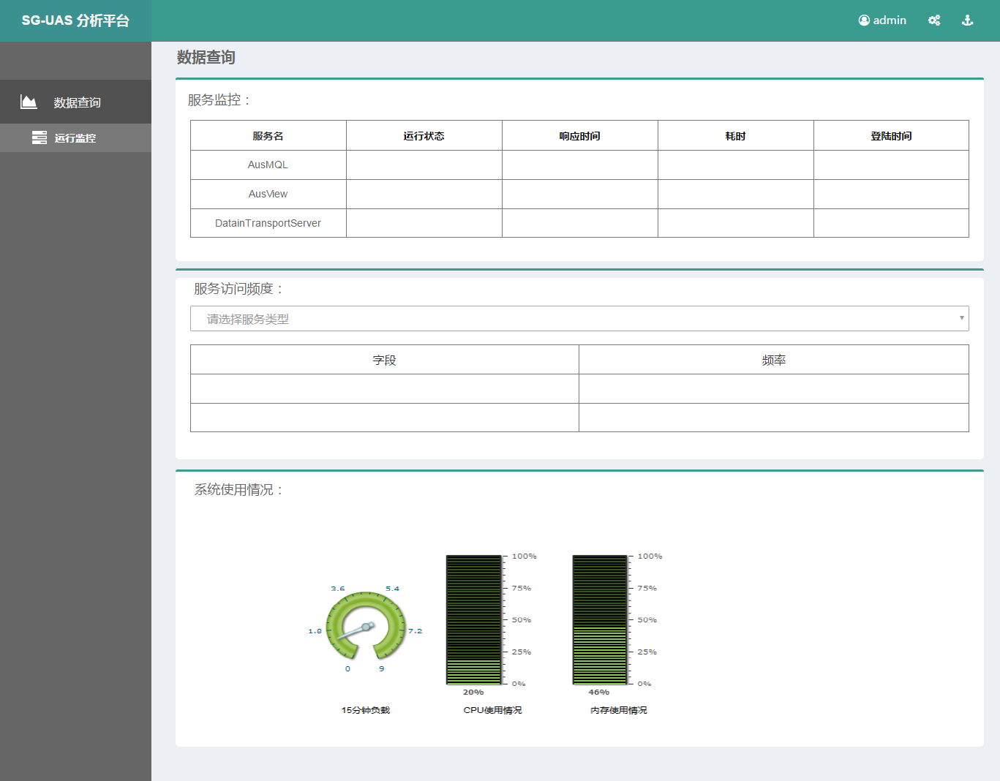 SG-UAS 分析平台
admin
数据查询
运行监控
数据查询
服务监控：
服务名 运行状态 响应时间 耗时 登陆时间
AusMQL
AusView
DatainTransportServer
服务访问频度：
请选择服务类型
字段 频率
系统使用情况：
3.6 5.4
1.8 7.2
0 9
15分钟负载
100%
75%
50%
25%
0%
20%
CPU使用情况
100%
75%
50%
25%
0%
46%
内存使用情况